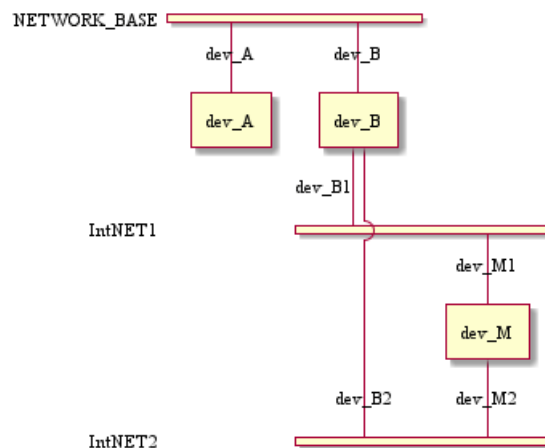 NETWORK_BASE
dev_A dev_B
dev_A dev_B
dev_B1
IntNET1
dev_M1
dev_M
dev_B2 dev_M2
IntNET2